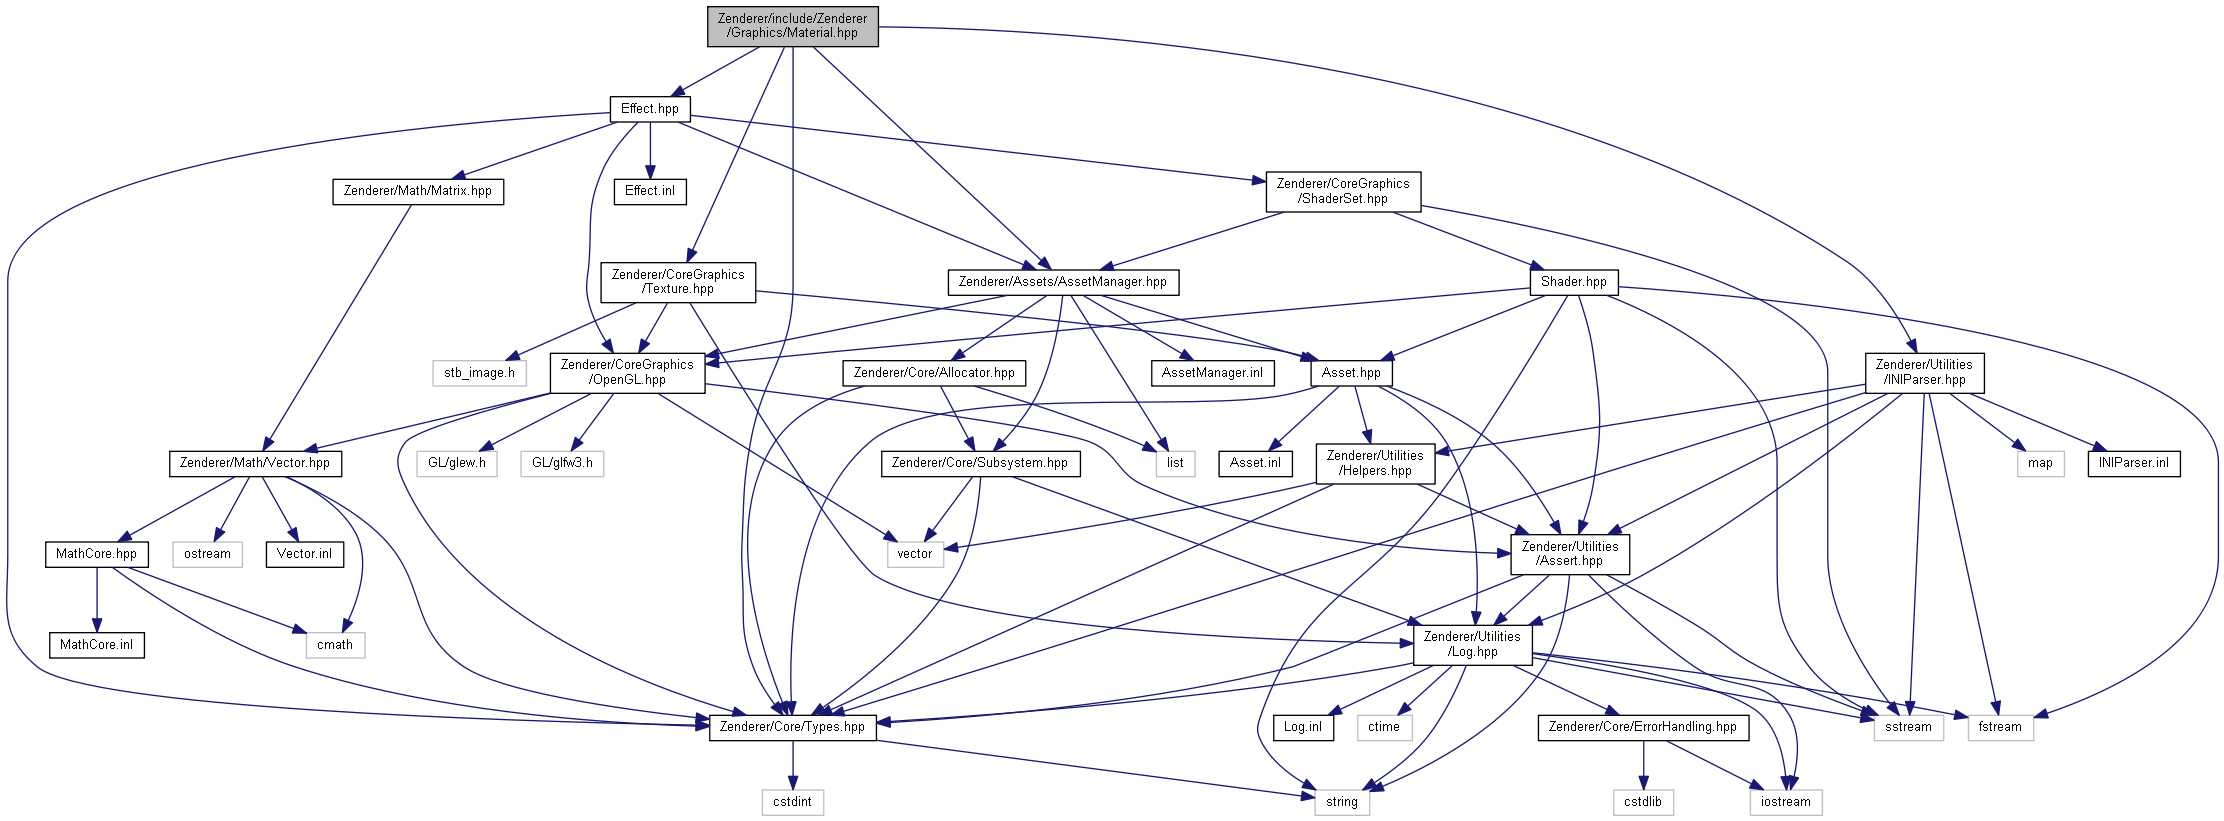 Zenderer/include/Zenderer
/Graphics/Material.hpp
Effect.hpp
Zenderer/Math/Matrix.hpp
Effect.inl
Zenderer/CoreGraphics
/ShaderSet.hpp
Zenderer/CoreGraphics
/Texture.hpp
Zenderer/Assets/AssetManager.hpp
Shader.hpp
stb_image.h
Zenderer/CoreGraphics
/OpenGL.hpp
Zenderer/Core/Allocator.hpp
AssetManager.inl
Asset.hpp
Zenderer/Utilities
/INIParser.hpp
Zenderer/Math/Vector.hpp
GL/glew.h
GL/glfw3.h
Zenderer/Core/Subsystem.hpp
list
Asset.inl
Zenderer/Utilities
/Helpers.hpp
map
INIParser.inl
MathCore.hpp
ostream
Vector.inl
vector
Zenderer/Utilities
/Assert.hpp
MathCore.inl
cmath
Zenderer/Utilities
/Log.hpp
Zenderer/Core/Types.hpp
Log.inl
ctime
Zenderer/Core/ErrorHandling.hpp
sstream
fstream
cstdint
string
cstdlib
iostream